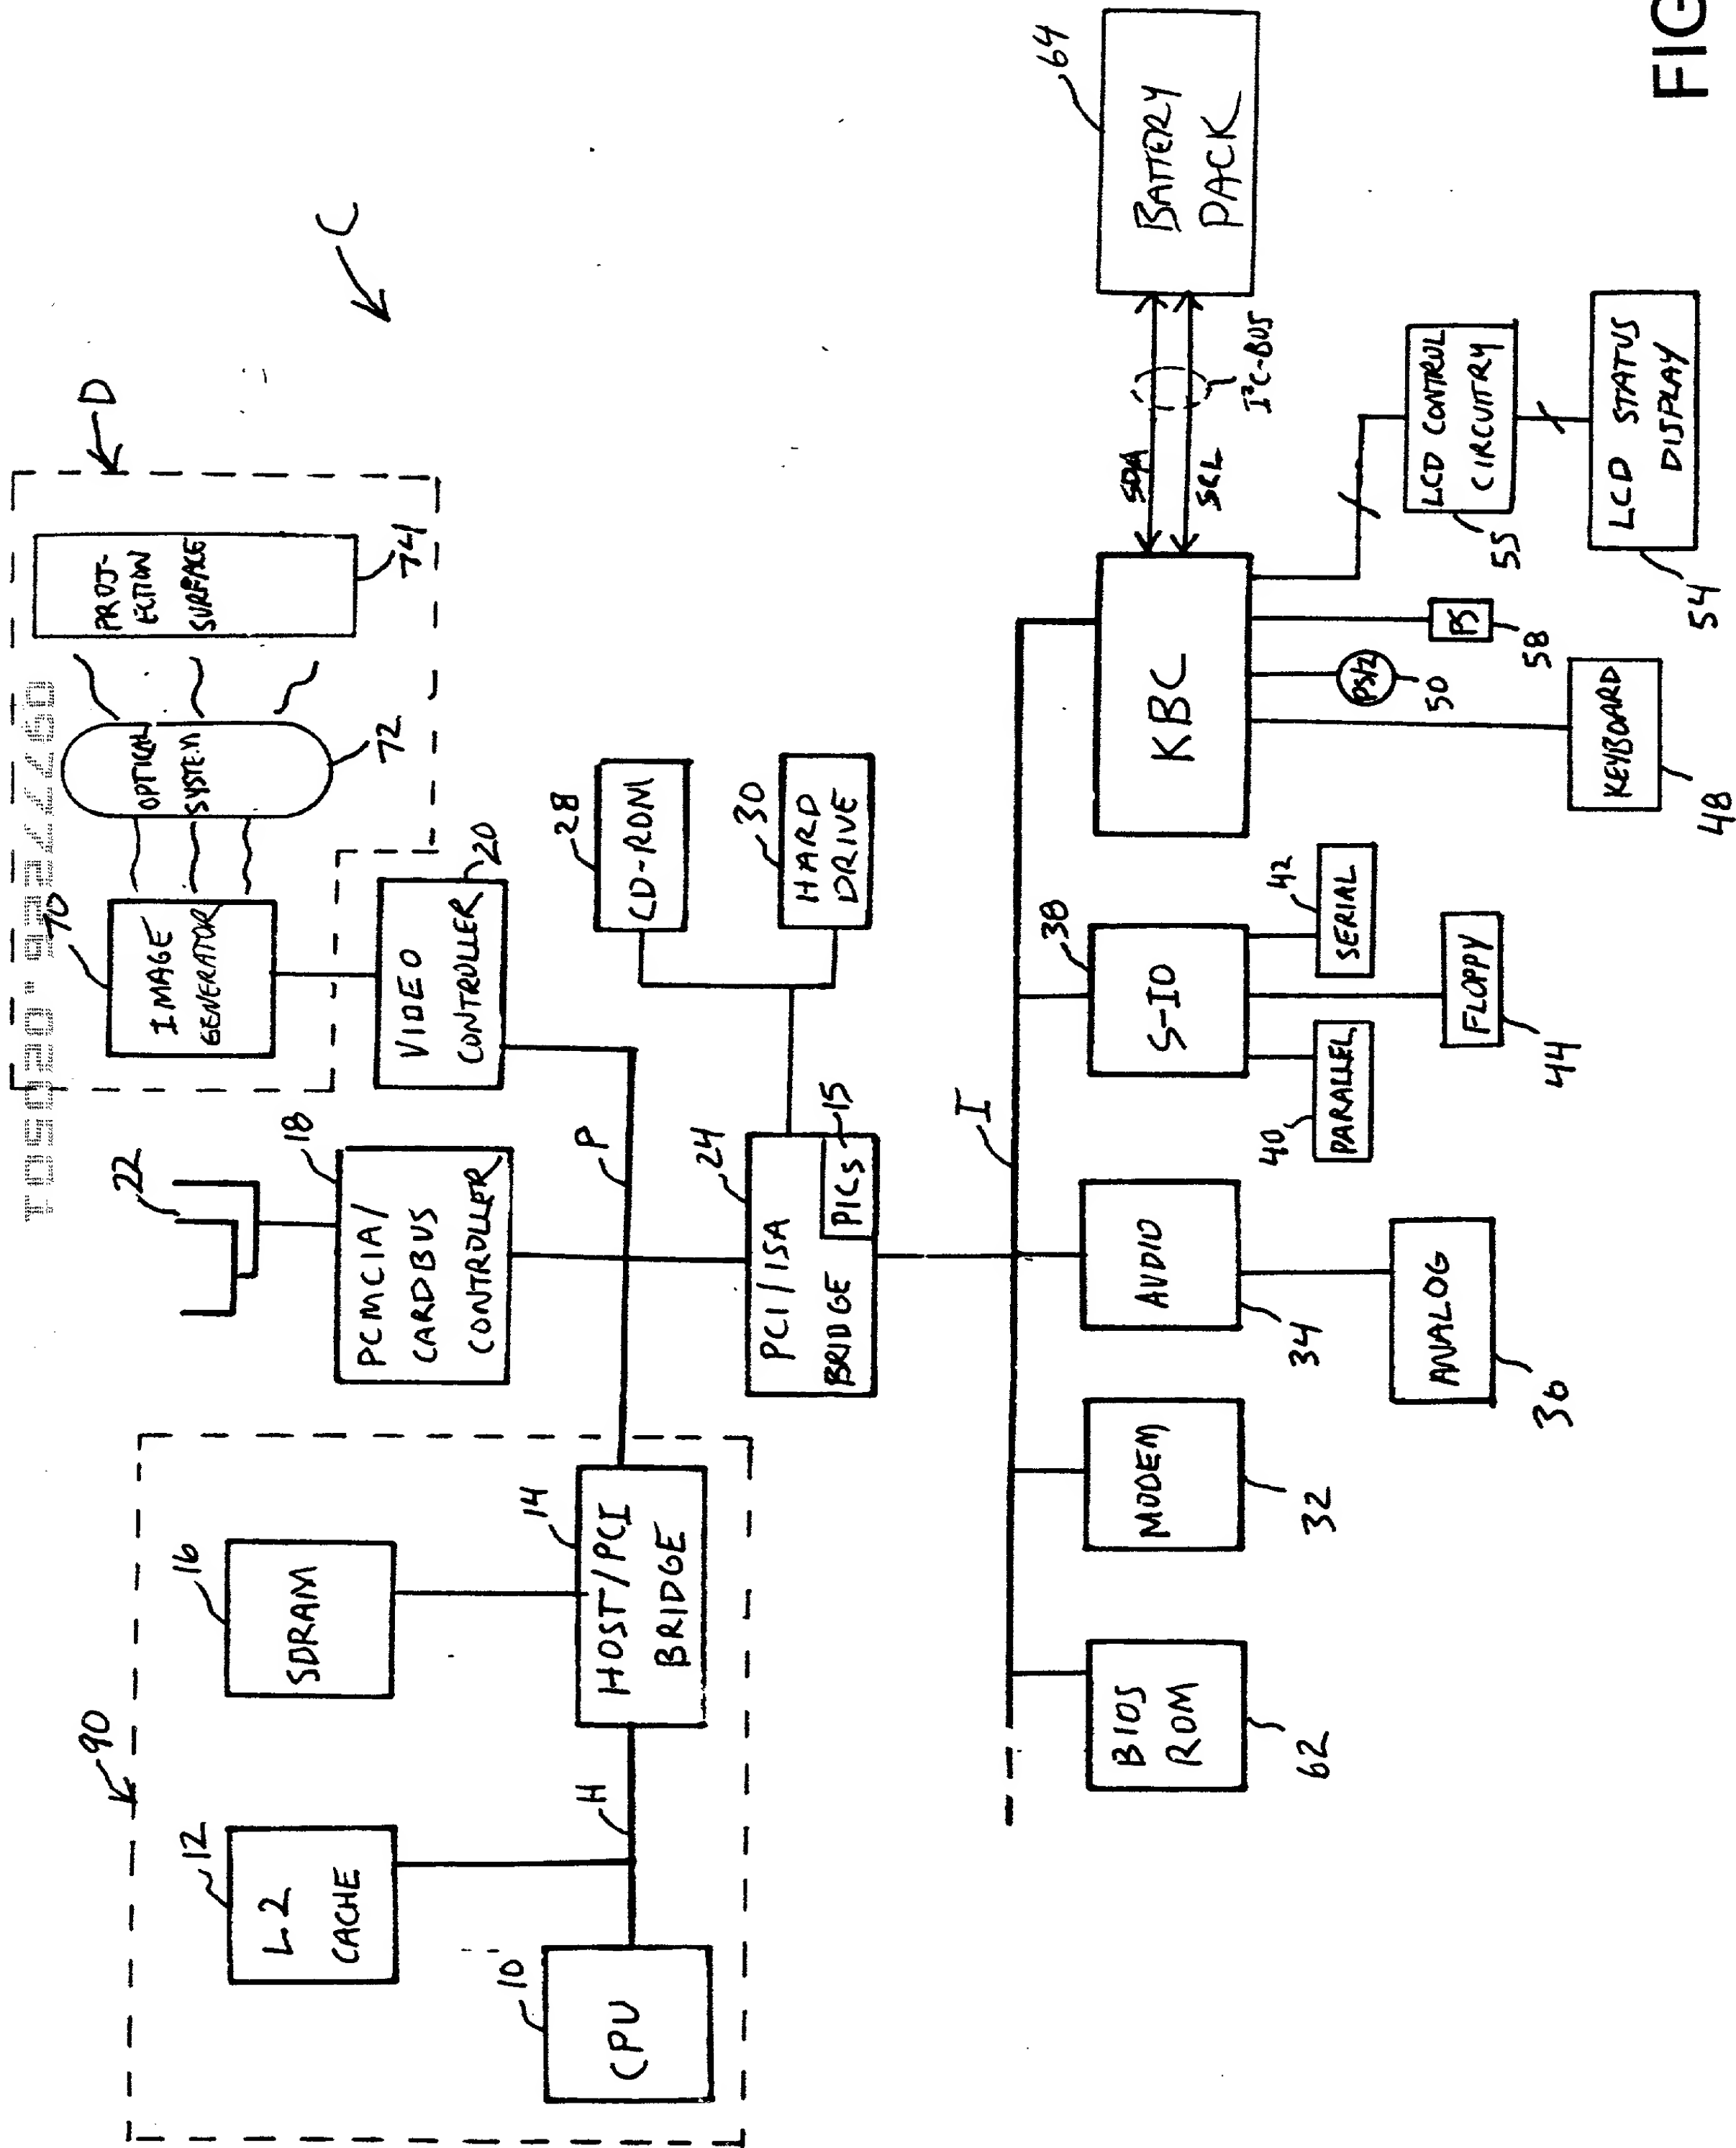 90
12
L2
CACHE
10
CPU
H
16
SDRAM
14
HOST/PCI
BRIDGE
22
18
PCMCIA/
CARDBUS
CONTROLLER
P
70
IMAGE
GENERATOR
OPTICAL
SYSTEM
72
PROJ-
ECTION
SURFACE
74
D
C
20
VIDEO
CONTROLLER
24
PCI/ISA
BRIDGE
PICS
15
28
CD-ROM
30
HARD
DRIVE
I
BIOS
ROM
62
MODEM
32
AUDIO
34
ANALOG
36
38
S-IO
40
PARALLEL
42
SERIAL
FLOPPY
44
KBC
KEYBOARD
48
PS/2
50
PS
58
SDA
SCL
I²C-BUS
64
BATTERY
PACK
LCD CONTROL
CIRCUITRY
55
LCD STATUS
DISPLAY
54
FIG